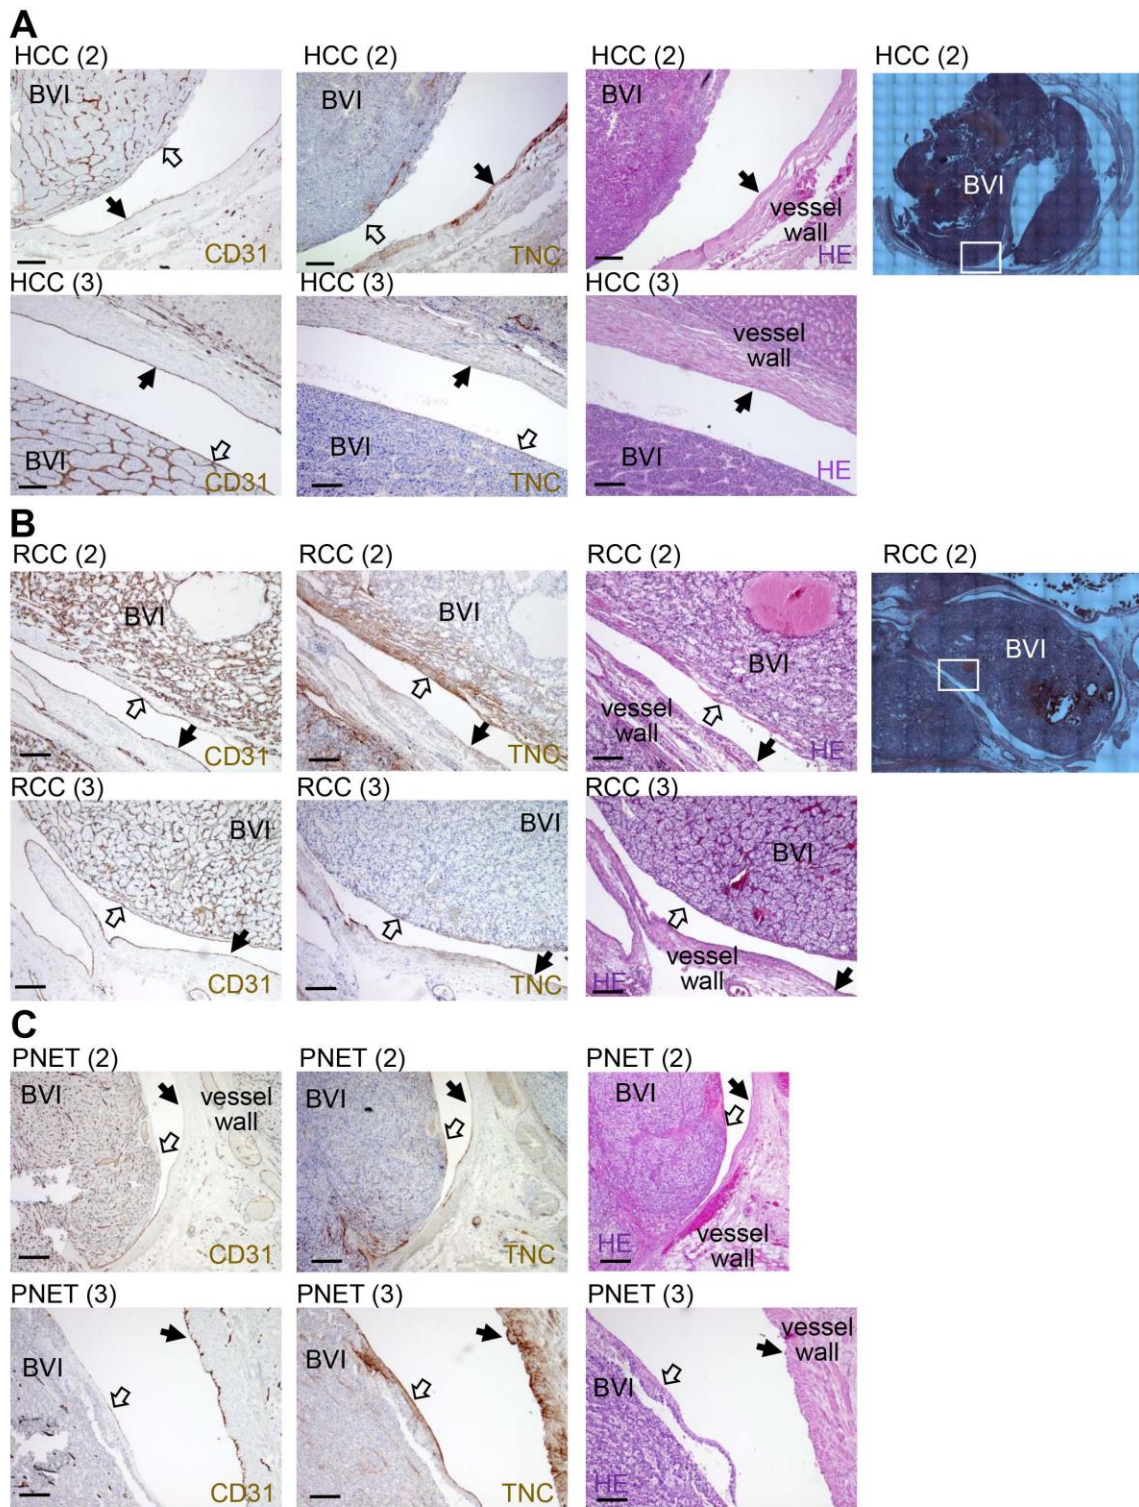 A
HCC (2) HCC (2) HCC (2) HCC (2)
BVI BVI BVI BVI
vessel
wall
CD31 TNC HE
HCC (3) HCC (3) HCC (3)
vessel
wall
BVI BVI BVI
CD31 TNC HE
B
RCC (2) RCC (2) RCC (2) RCC (2)
BVI BVI BVI BVI
vessel
wall
CD31 TNC HE
RCC (3) RCC (3) RCC (3)
BVI BVI BVI
vessel
wall
CD31 TNC HE
C
PNET (2) PNET (2) PNET (2)
BVI vessel
wall BVI BVI
vessel
wall
CD31 TNC HE
PNET (3) PNET (3) PNET (3)
vessel
wall
BVI BVI BVI
CD31 TNC HE